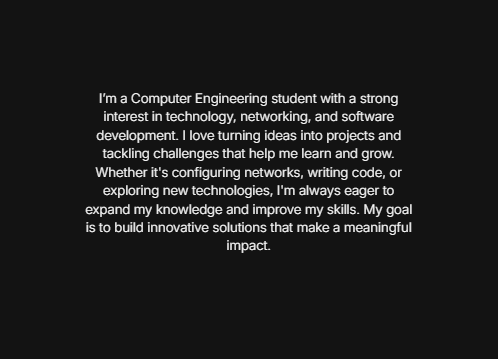 I'm a Computer Engineering student with a strong
interest in technology, networking, and software
development. I love turning ideas into projects and
tackling challenges that help me learn and grow.
Whether it's configuring networks, writing code, or
exploring new technologies, I'm always eager to
expand my knowledge and improve my skills. My goal
is to build innovative solutions that make a meaningful
impact.